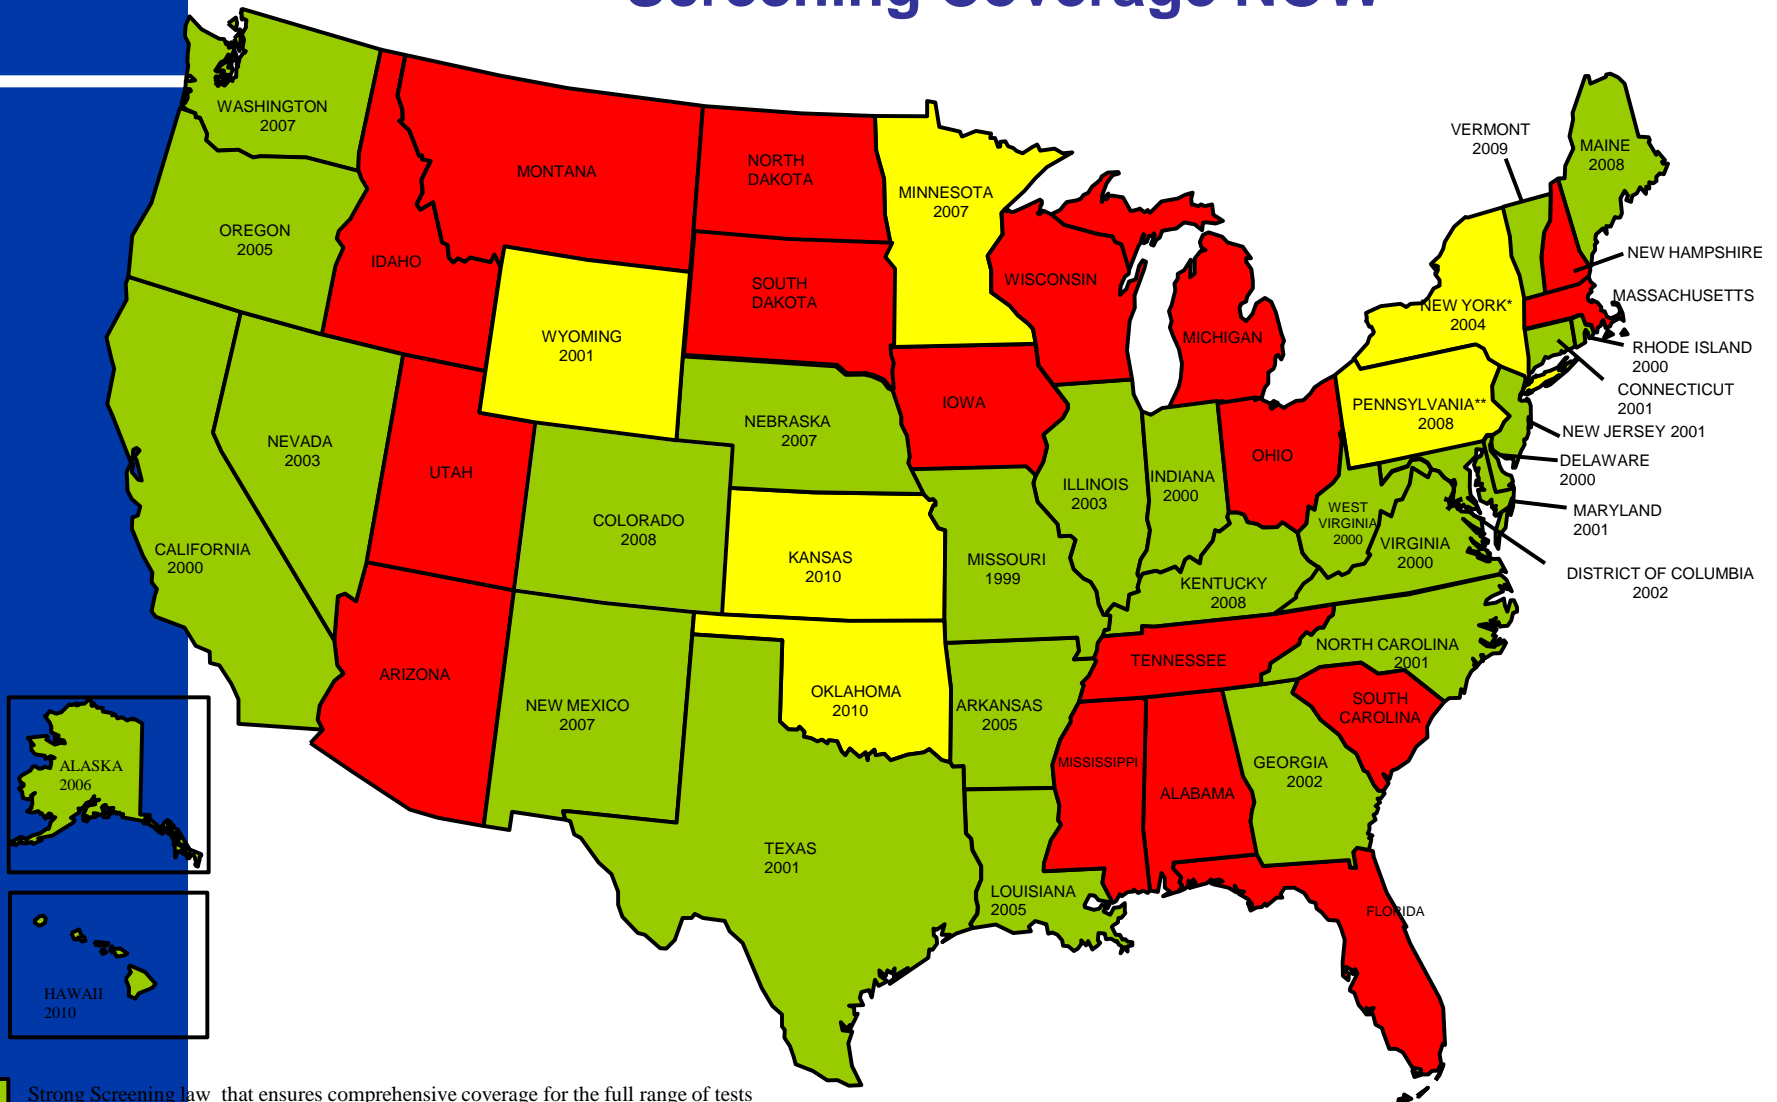 Screening Coverage NOW
WASHINGTON
2007
OREGON
2005
CALIFORNIA
2000
NEVADA
2003
IDAHO
MONTANA
WYOMING
2001
UTAH
ARIZONA
COLORADO
2008
NEW MEXICO
2007
NORTH
DAKOTA
SOUTH
DAKOTA
NEBRASKA
2007
KANSAS
2010
OKLAHOMA
2010
TEXAS
2001
MINNESOTA
2007
IOWA
MISSOURI
1999
ARKANSAS
2005
LOUISIANA
2005
WISCONSIN
ILLINOIS
2003
MICHIGAN
INDIANA
2000
OHIO
KENTUCKY
2008
TENNESSEE
MISSISSIPPI
ALABAMA
GEORGIA
2002
FLORIDA
SOUTH
CAROLINA
NORTH CAROLINA
2001
VIRGINIA
2000
WEST
VIRGINIA
2000
PENNSYLVANIA**
2008
NEW YORK*
2004
VERMONT
2009
MAINE
2008
NEW HAMPSHIRE
MASSACHUSETTS
RHODE ISLAND
2000
CONNECTICUT
2001
NEW JERSEY 2001
DELAWARE
2000
MARYLAND
2001
DISTRICT OF COLUMBIA
2002
ALASKA
2006
HAWAII
2010
Strong Screening law that ensures comprehensive coverage for the full range of tests